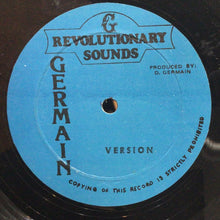 G
REVOLUTIONARY
SOUNDS
PRODUCED BY:
D. GERMAIN
GERMAIN
VERSION
COPYING OF THIS RECORD IS STRICTLY PROHIBITED